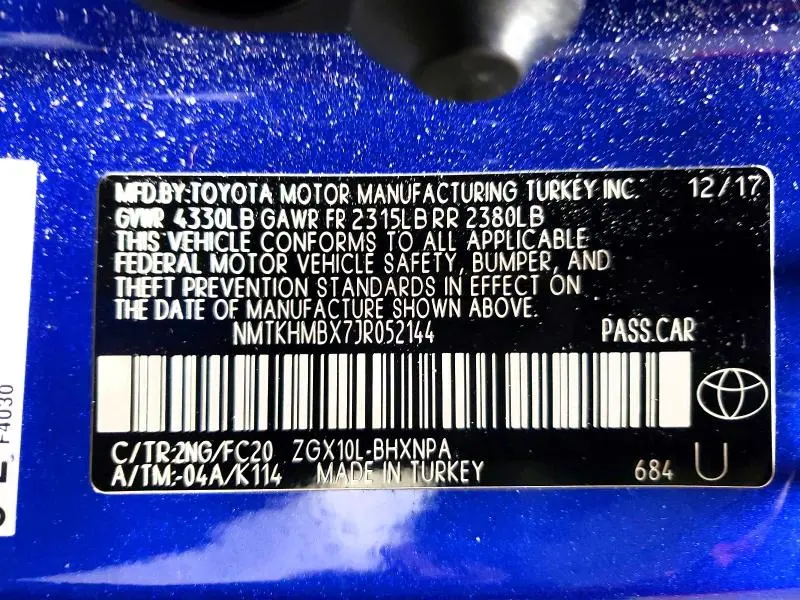 MFD.BY:TOYOTA MOTOR MANUFACTURING TURKEY INC. 12/17
GVWR 4330LB GAWR FR 2315LB RR 2380LB
THIS VEHICLE CONFORMS TO ALL APPLICABLE
FEDERAL MOTOR VEHICLE SAFETY, BUMPER, AND
THEFT PREVENTION STANDARDS IN EFFECT ON
THE DATE OF MANUFACTURE SHOWN ABOVE.
NMTKHMBX7JR052144 PASS.CAR
C/TR:2NG/FC20 ZGX10L-BHXNPA
A/TM:-04A/K114 MADE IN TURKEY 684 U
F4030